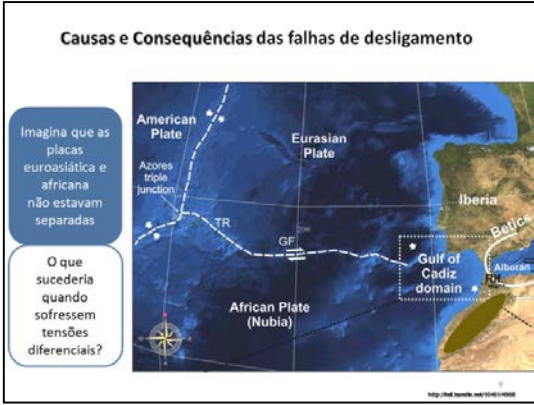 Causas e Consequências das falhas de desligamento
Imagina que as
placas
euroasiática e
africana
não estavam
separadas
O que
sucederia
quando
sofressem
tensões
diferenciais?
American
Plate
Eurasian
Plate
Azores
triple
junction
TR
GF
Iberia
Betics
Gulf of
Cadiz
domain
Alboran
Rif
African Plate
(Nubia)
9